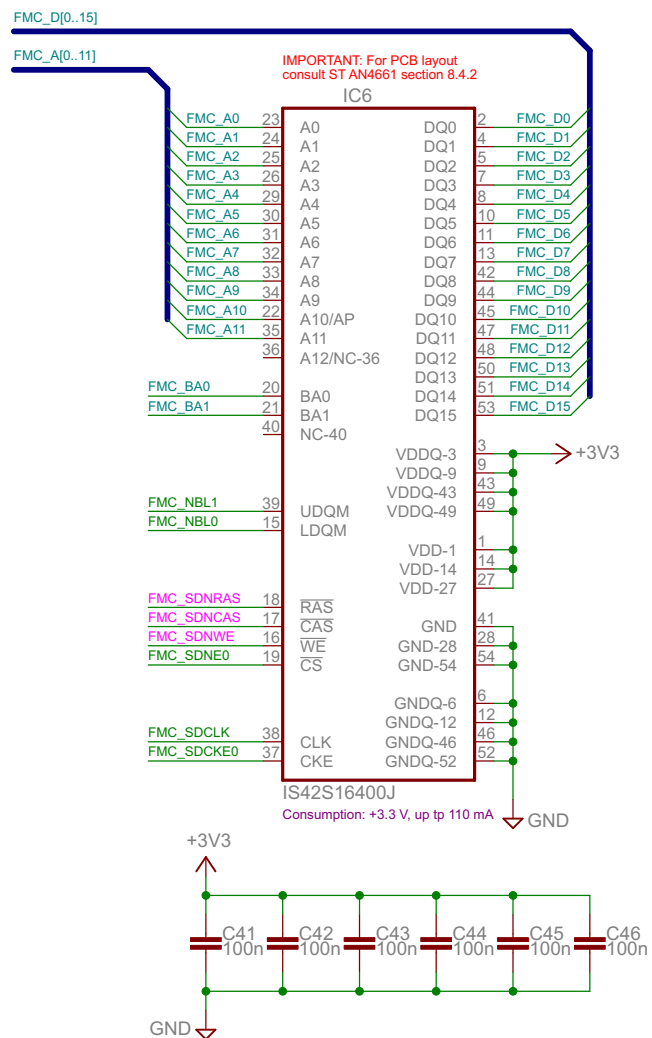 FMC_D[0..15]
FMC_A[0..11]
IMPORTANT: For PCB layout
consult ST AN4661 section 8.4.2
IC6
FMC_A0 23 A0 DQ0 2 FMC_D0
FMC_A1 24 A1 DQ1 4 FMC_D1
FMC_A2 25 A2 DQ2 5 FMC_D2
FMC_A3 26 A3 DQ3 7 FMC_D3
FMC_A4 29 A4 DQ4 8 FMC_D4
FMC_A5 30 A5 DQ5 10 FMC_D5
FMC_A6 31 A6 DQ6 11 FMC_D6
FMC_A7 32 A7 DQ7 13 FMC_D7
FMC_A8 33 A8 DQ8 42 FMC_D8
FMC_A9 34 A9 DQ9 44 FMC_D9
FMC_A10 22 A10/AP DQ10 45 FMC_D10
FMC_A11 35 A11 DQ11 47 FMC_D11
36 A12/NC-36 DQ12 48 FMC_D12
DQ13 50 FMC_D13
FMC_BA0 20 BA0 DQ14 51 FMC_D14
FMC_BA1 21 BA1 DQ15 53 FMC_D15
40 NC-40
VDDQ-3 3 +3V3
VDDQ-9 9
VDDQ-43 43
FMC_NBL1 39 UDQM VDDQ-49 49
FMC_NBL0 15 LDQM
VDD-1 1
VDD-14 14
VDD-27 27
FMC_SDNRAS 18 RAS
FMC_SDNCAS 17 CAS GND 41
FMC_SDNWE 16 WE GND-28 28
FMC_SDNE0 19 CS GND-54 54
GNDQ-6 6
GNDQ-12 12
FMC_SDCLK 38 CLK GNDQ-46 46
FMC_SDCKE0 37 CKE GNDQ-52 52
IS42S16400J
Consumption: +3.3 V, up tp 110 mA
GND
+3V3
C41 C42 C43 C44 C45 C46
100n 100n 100n 100n 100n 100n
GND